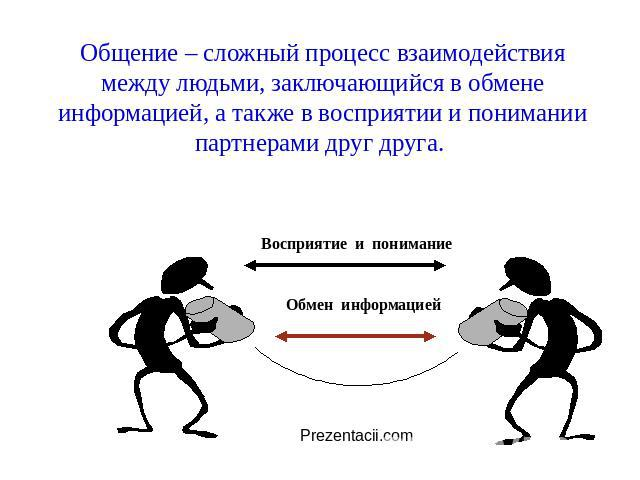 Общение – сложный процесс взаимодействия
между людьми, заключающийся в обмене
информацией, а также в восприятии и понимании
партнерами друг друга.
Восприятие и понимание
Обмен информацией
Prezentacii.com